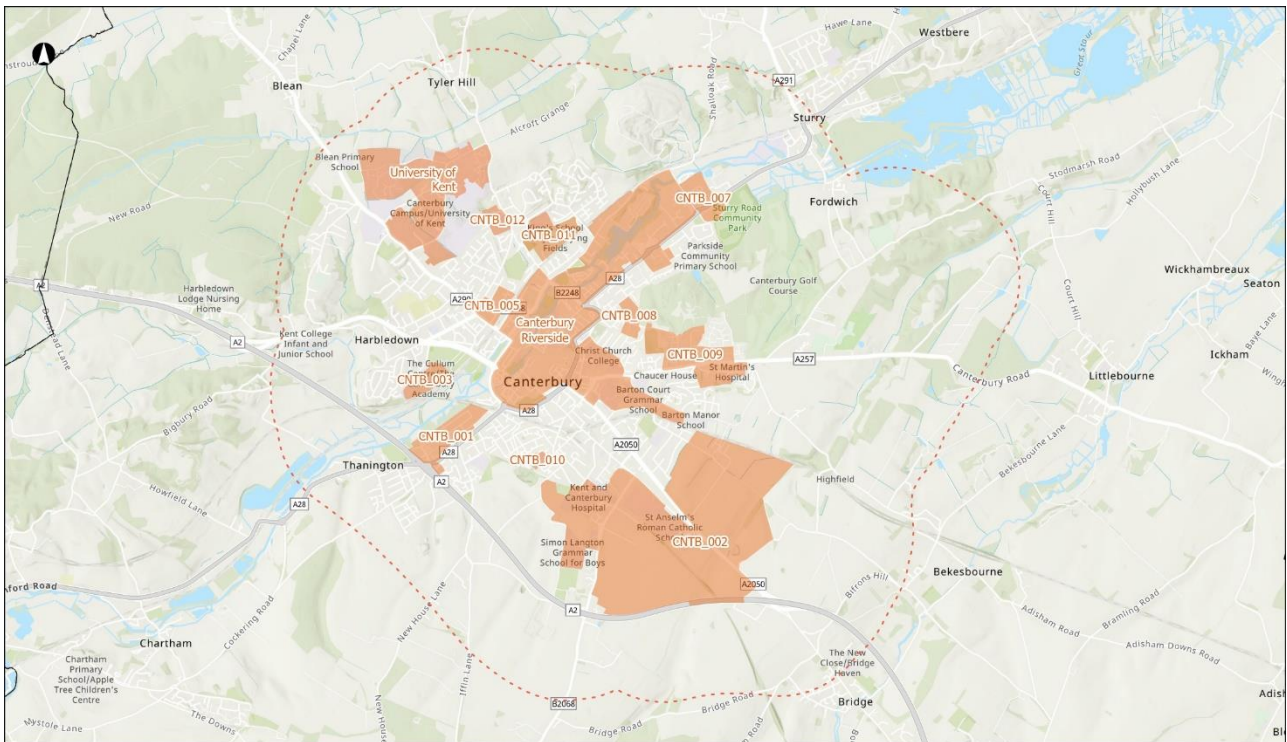 Hawe Lane
Westbere
Great Stour
Chapel Lane
Blean
Tyler Hill
A291
Shalloak Road
Sturry
Alcroft Grange
Blean Primary
School
University of
Kent
Canterbury
Campus/University
of Kent
Stodmarsh Road
Hollybush Lane
Court Hill
CNTB_007
Sturry Road
Community
Park
Fordwich
New Road
CNTB_012
CNTB_011
Fields
Parkside
Community
Primary School
Wickhambreaux
Seaton
A2
Denstead Lane
Harbledown
Lodge Nursing
Home
A290
B2248
A28
Canterbury Golf
Course
Court Hill
Baye Lane
CNTB_005
Canterbury
Riverside
CNTB_008
A2
Kent College
Infant and
Junior School
Harbledown
Christ Church
College
CNTB_009
A257
Ickham
The Cullum
CNTB_003
Academy
Canterbury
Chaucer House
St Martin's
Hospital
Canterbury Road
Littlebourne
Bigbury Road
Barton Court
Grammar
School
Barton Manor
School
A28
CNTB_001
A28
A2050
Bekesbourne Lane
Thanington
A2
CNTB_010
Highfield
Howfield Lane
A28
Kent and
Canterbury
Hospital
St Anselm's
Roman Catholic
CNTB_002
Simon Langton
Grammar
School for Boys
Bekesbourne
A2050
Bifrons Hill
A2
New House Lane
Cockering Road
Adisham Road
Bramling Road
Chartham
Adisham Downs Road
Chartham
Primary
School/Apple
Tree Children's
Centre
Iffin Lane
The New
Close/Bridge
Haven
The Downs
B2068
Bridge Road
Bridge
Bridge Road